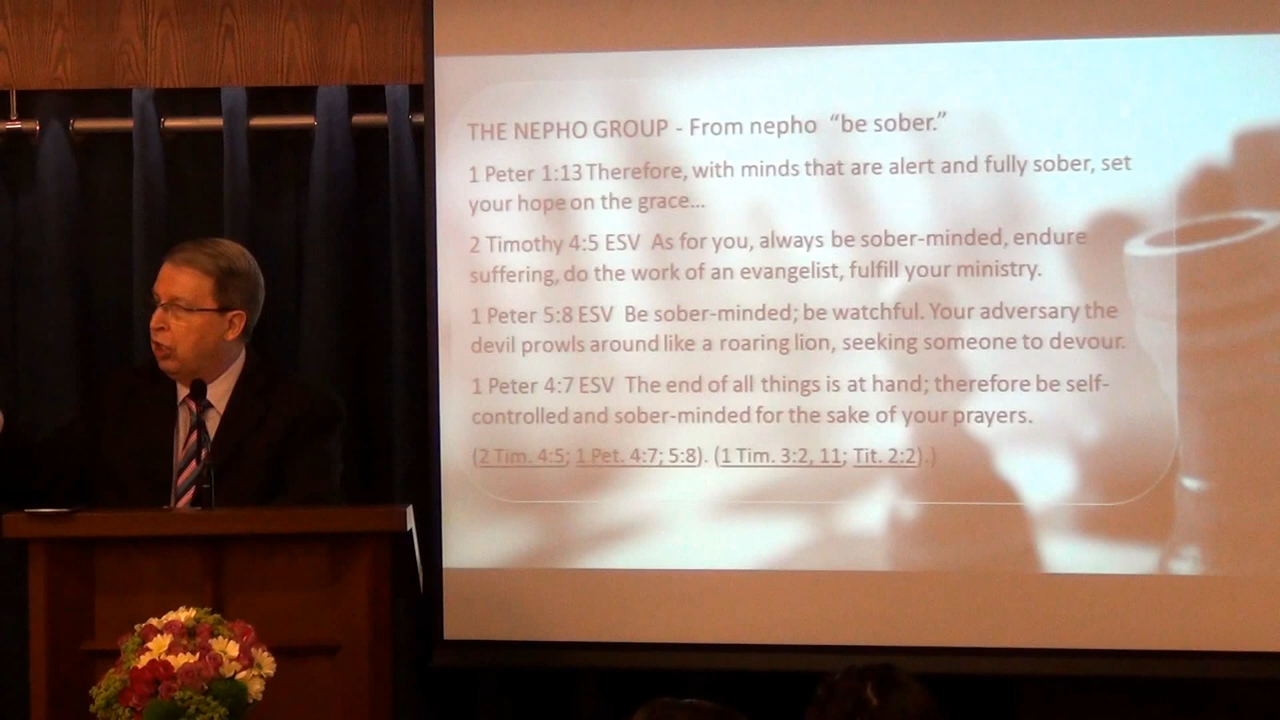 THE NEPHO GROUP - From nepho "be sober."
1 Peter 1:13 Therefore, with minds that are alert and fully sober, set
your hope on the grace...
2 Timothy 4:5 ESV As for you, always be sober-minded, endure
suffering, do the work of an evangelist, fulfill your ministry.
1 Peter 5:8 ESV Be sober-minded; be watchful. Your adversary the
devil prowls around like a roaring lion, seeking someone to devour.
1 Peter 4:7 ESV The end of all things is at hand; therefore be self-
controlled and sober-minded for the sake of your prayers.
(2 Tim. 4:5; 1 Pet. 4:7; 5:8). (1 Tim. 3:2, 11; Tit. 2:2).)